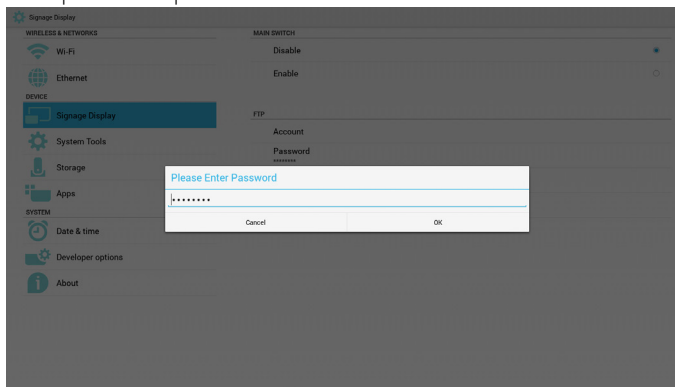 Signage Display
WIRELESS & NETWORKS
Wi-Fi
Ethernet
DEVICE
Signage Display
System Tools
Storage
Apps
SYSTEM
Date & time
Developer options
About
MAIN SWITCH
Disable
Enable
FTP
Account
Password
********
Please Enter Password
••••••••
Cancel
OK